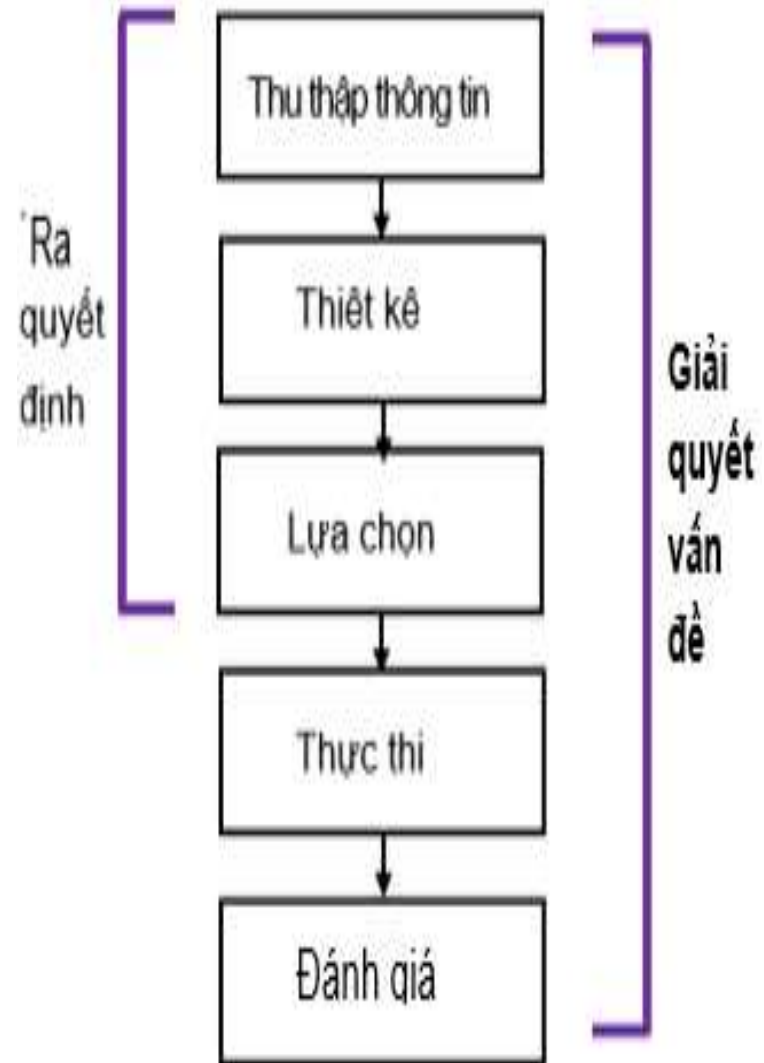 Thu thập thông tin
Thiêt kê
Lựa chọn
Thực thi
Đánh giá
Ra
quyết
định
Giải
quyết
vấn
đề